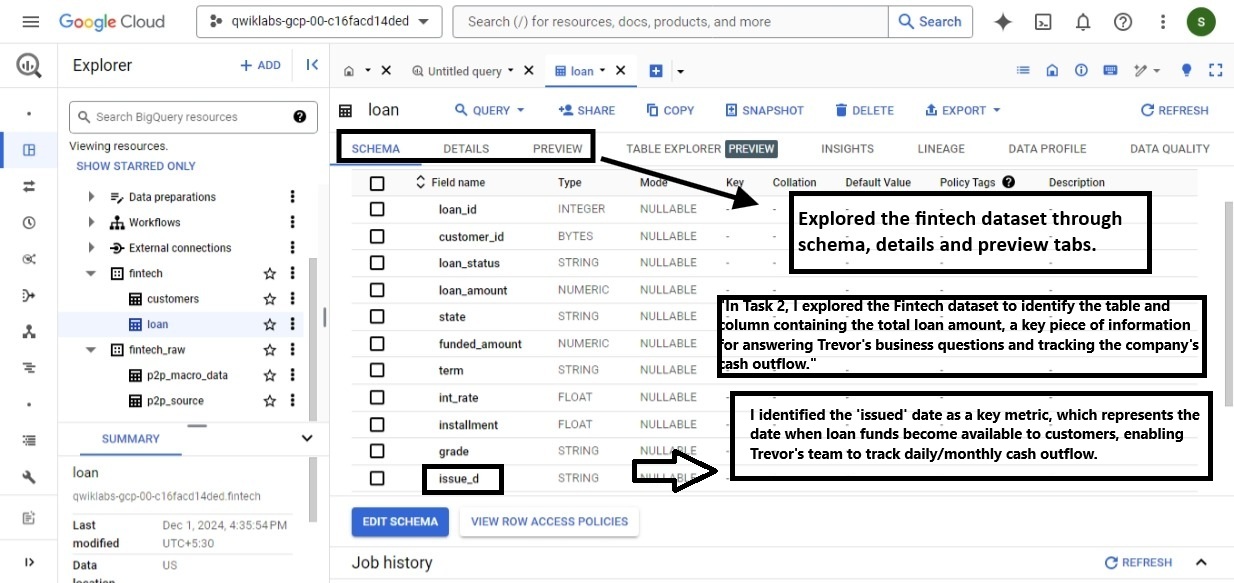 Google Cloud
qwiklabs-gcp-00-c16facd14ded
Search (/) for resources, docs, products, and more
Search
S
Explorer
+ ADD
Search BigQuery resources
Viewing resources.
SHOW STARRED ONLY
Data preparations
Workflows
External connections
fintech
customers
loan
fintech_raw
p2p_macro_data
p2p_source
SUMMARY
loan
qwiklabs-gcp-00-c16facd14ded.fintech
Last modified Dec 1, 2024, 4:35:54 PM UTC+5:30
Data location US
Untitled query
loan
loan
QUERY
SHARE
COPY
SNAPSHOT
DELETE
EXPORT
REFRESH
SCHEMA
DETAILS
PREVIEW
TABLE EXPLORER PREVIEW
INSIGHTS
LINEAGE
DATA PROFILE
DATA QUALITY
Field name Type Mode Key Collation Default Value Policy Tags Description
loan_id INTEGER NULLABLE - -
customer_id BYTES NULLABLE -
loan_status STRING NULLABLE -
loan_amount NUMERIC NULLABLE -
state STRING NULLABLE
funded_amount NUMERIC NULLABLE
term STRING NULLABLE
int_rate FLOAT NULLABLE
installment FLOAT NULLABLE
grade STRING NULLABLE
issue_d STRING NULLABLE
Explored the fintech dataset through
schema, details and preview tabs.
"In Task 2, I explored the Fintech dataset to identify the table and
column containing the total loan amount, a key piece of information
for answering Trevor's business questions and tracking the company's
cash outflow."
I identified the 'issued' date as a key metric, which represents the
date when loan funds become available to customers, enabling
Trevor's team to track daily/monthly cash outflow.
EDIT SCHEMA
VIEW ROW ACCESS POLICIES
Job history
REFRESH